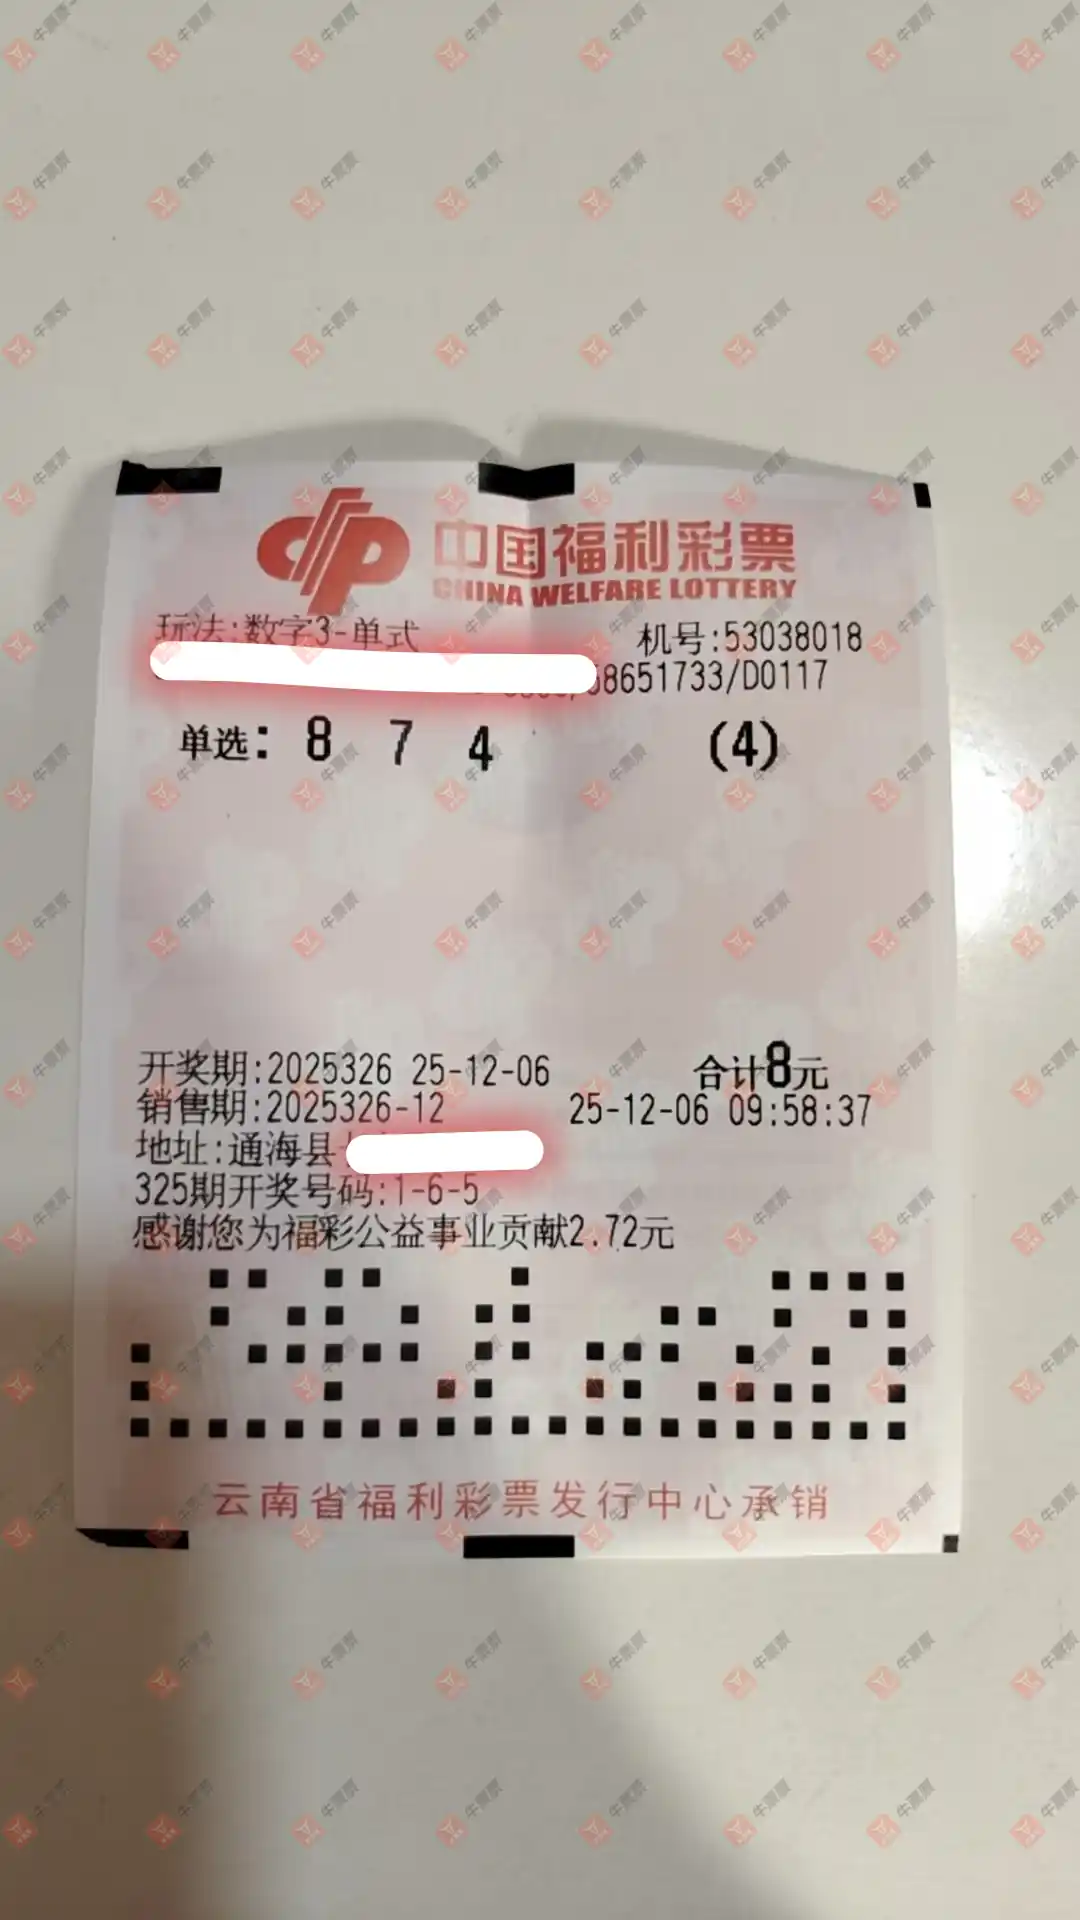 中国福利彩票
CHINA WELFARE LOTTERY
玩法:数字3-单式
机号:53038018
68651733/D0117
单选: 8 7 4 (4)
开奖期:2025326 25-12-06 合计8元
销售期:2025326-12 25-12-06 09:58:37
地址:通海县
325期开奖号码:1-6-5
感谢您为福彩公益事业贡献2.72元
云南省福利彩票发行中心承销
牛票票